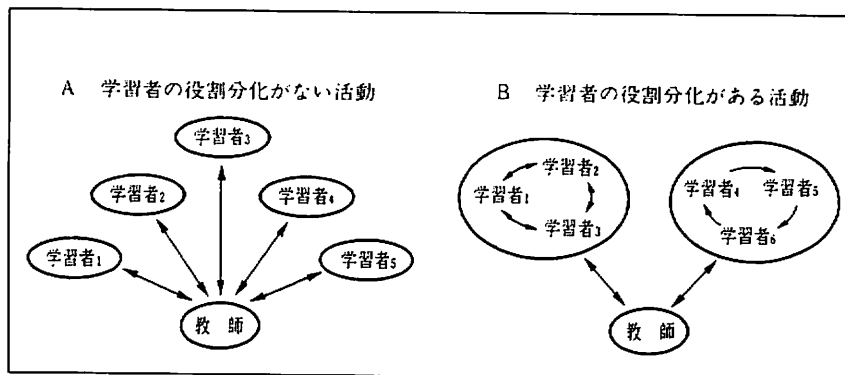 A 学習者の役割分化がない活動
学習者3
学習者2
学習者4
学習者1
学習者5
教師
B 学習者の役割分化がある活動
学習者2
学習者1
学習者3
学習者4
学習者5
学習者6
教師